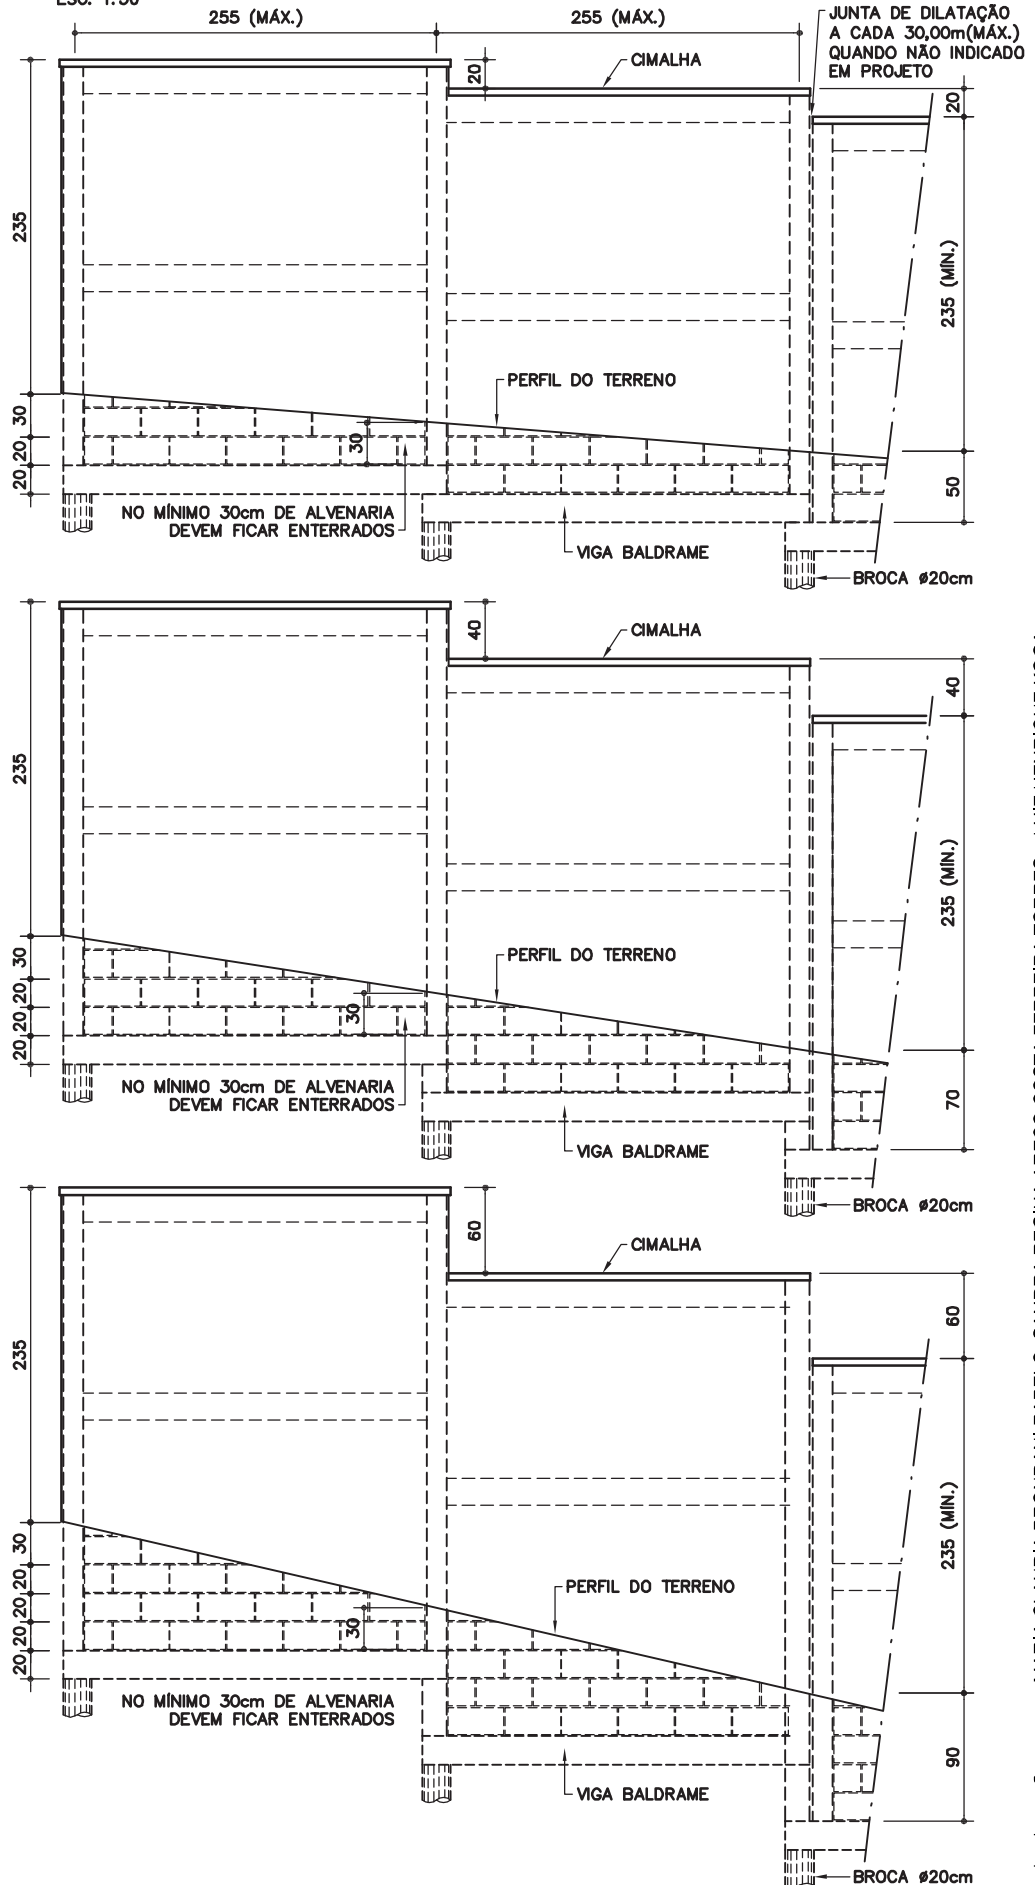 ESC. 1:50
255 (MÁX.)
255 (MÁX.)
JUNTA DE DILATAÇÃO
A CADA 30,00m(MÁX.)
QUANDO NÃO INDICADO
EM PROJETO
20
CIMALHA
20
235
235 (MÍN.)
PERFIL DO TERRENO
30
30
20
20
50
NO MÍNIMO 30cm DE ALVENARIA
DEVEM FICAR ENTERRADOS
VIGA BALDRAME
BROCA ø20cm
40
CIMALHA
40
235
235 (MÍN.)
PERFIL DO TERRENO
30
30
20
20
20
70
NO MÍNIMO 30cm DE ALVENARIA
DEVEM FICAR ENTERRADOS
VIGA BALDRAME
BROCA ø20cm
60
CIMALHA
60
235
235 (MÍN.)
PERFIL DO TERRENO
30
30
20
20
20
20
90
NO MÍNIMO 30cm DE ALVENARIA
DEVEM FICAR ENTERRADOS
VIGA BALDRAME
BROCA ø20cm